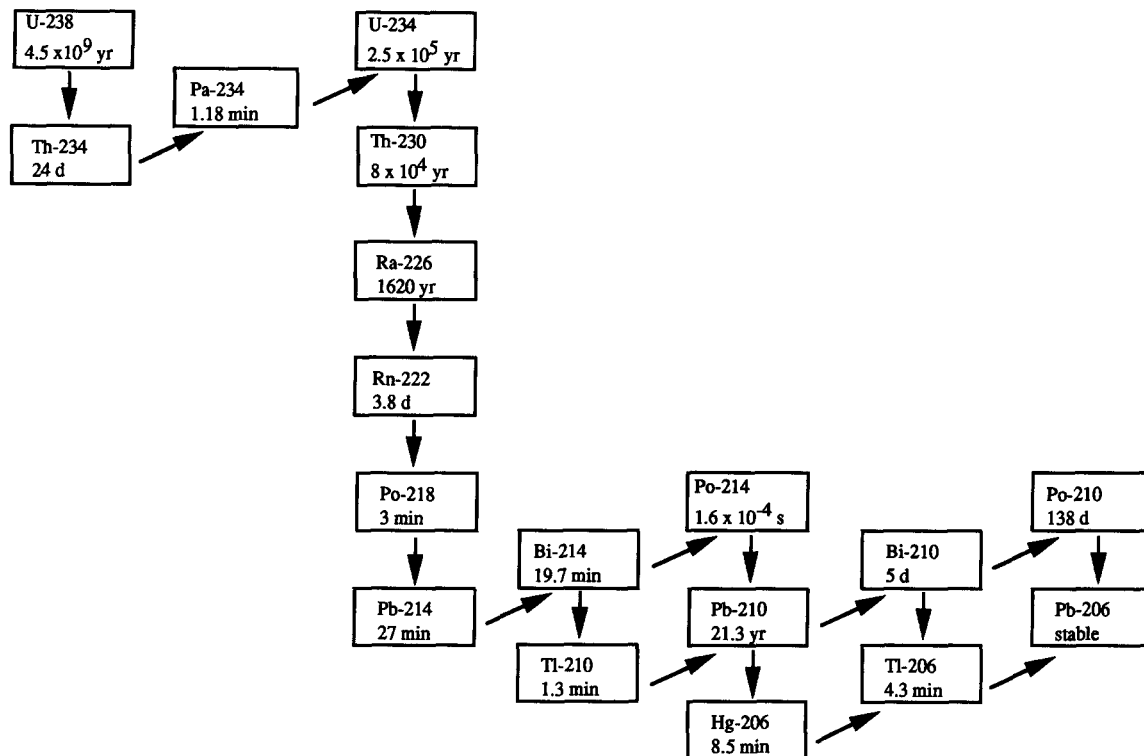 U-238
4.5 x10⁹ yr
U-234
2.5 x 10⁵ yr
Pa-234
1.18 min
Th-234
24 d
Th-230
8 x 10⁴ yr
Ra-226
1620 yr
Rn-222
3.8 d
Po-218
3 min
Po-214
1.6 x 10⁻⁴ s
Po-210
138 d
Bi-214
19.7 min
Bi-210
5 d
Pb-214
27 min
Pb-210
21.3 yr
Pb-206
stable
Tl-210
1.3 min
Tl-206
4.3 min
Hg-206
8.5 min